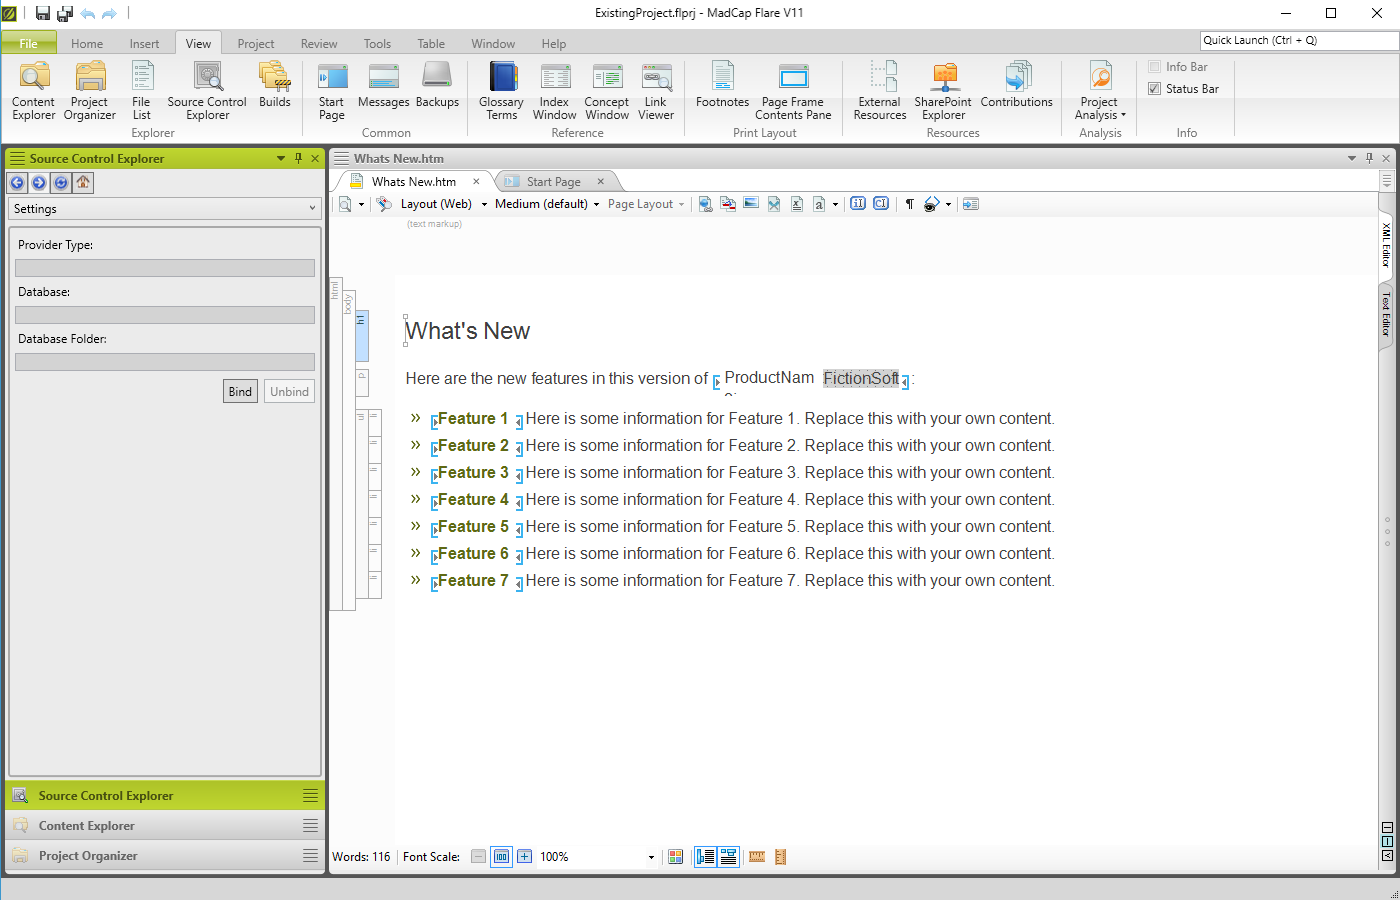 ExistingProject.flprj - MadCap Flare V11
File Home Insert View Project Review Tools Table Window Help
Quick Launch (Ctrl + Q)
Content Explorer
Project Organizer
File List
Source Control Explorer
Builds
Explorer
Start Page
Messages
Backups
Common
Glossary Terms
Index Window
Concept Window
Link Viewer
Reference
Footnotes
Page Frame Contents Pane
Print Layout
External Resources
SharePoint Explorer
Contributions
Resources
Project Analysis
Analysis
Info Bar
Status Bar
Info
Source Control Explorer
Settings
Provider Type:
Database:
Database Folder:
Bind Unbind
Source Control Explorer
Content Explorer
Project Organizer
Whats New.htm
Whats New.htm Start Page
Layout (Web) Medium (default) Page Layout
(text markup)
html
body
h1
p
ul
li
li
li
li
li
li
li
What's New
Here are the new features in this version of ProductNam FictionSoft :
» Feature 1 Here is some information for Feature 1. Replace this with your own content.
» Feature 2 Here is some information for Feature 2. Replace this with your own content.
» Feature 3 Here is some information for Feature 3. Replace this with your own content.
» Feature 4 Here is some information for Feature 4. Replace this with your own content.
» Feature 5 Here is some information for Feature 5. Replace this with your own content.
» Feature 6 Here is some information for Feature 6. Replace this with your own content.
» Feature 7 Here is some information for Feature 7. Replace this with your own content.
XML Editor
Text Editor
Words: 116 Font Scale: 100%